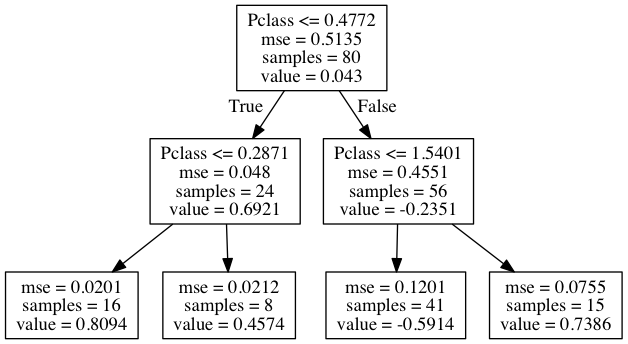 Pclass <= 0.4772
mse = 0.5135
samples = 80
value = 0.043
True
False
Pclass <= 0.2871
mse = 0.048
samples = 24
value = 0.6921
Pclass <= 1.5401
mse = 0.4551
samples = 56
value = -0.2351
mse = 0.0201
samples = 16
value = 0.8094
mse = 0.0212
samples = 8
value = 0.4574
mse = 0.1201
samples = 41
value = -0.5914
mse = 0.0755
samples = 15
value = 0.7386